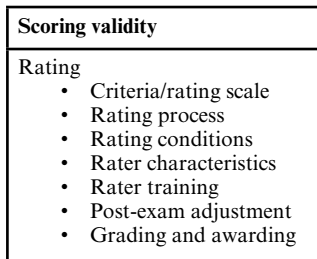 Scoring validity
Rating
• Criteria/rating scale
• Rating process
• Rating conditions
• Rater characteristics
• Rater training
• Post-exam adjustment
• Grading and awarding